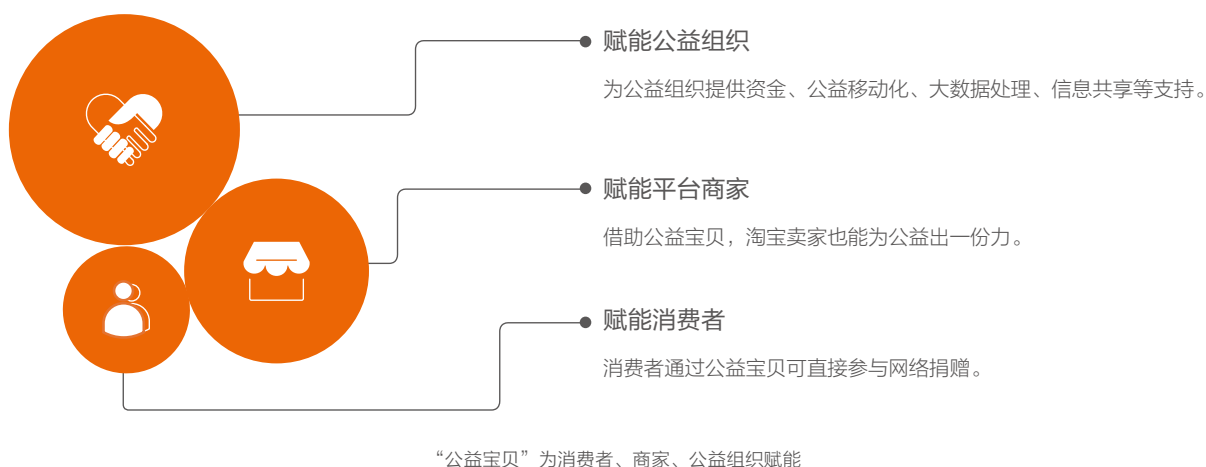 赋能公益组织
为公益组织提供资金、公益移动化、大数据处理、信息共享等支持。
赋能平台商家
借助公益宝贝，淘宝卖家也能为公益出一份力。
赋能消费者
消费者通过公益宝贝可直接参与网络捐赠。
“公益宝贝”为消费者、商家、公益组织赋能